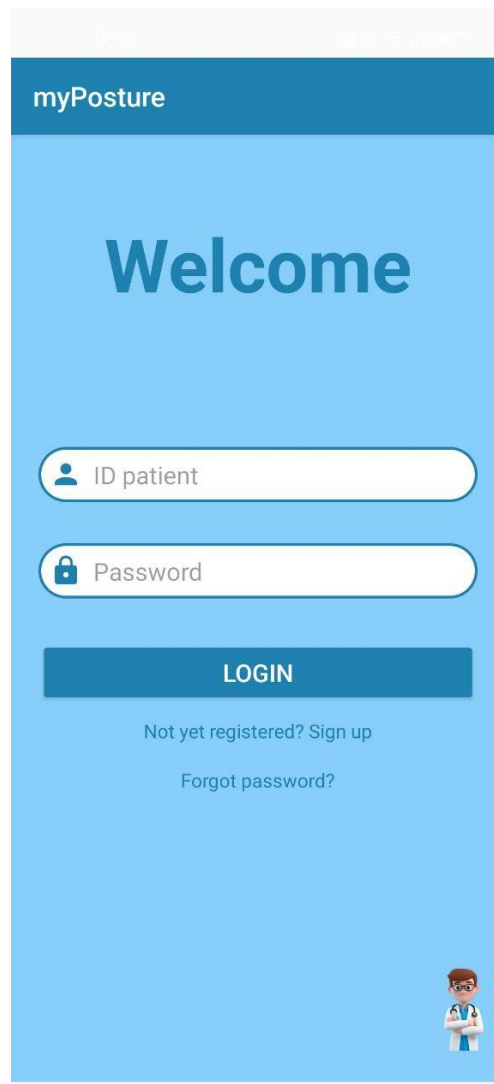 myPosture
Welcome
ID patient
Password
LOGIN
Not yet registered? Sign up
Forgot password?